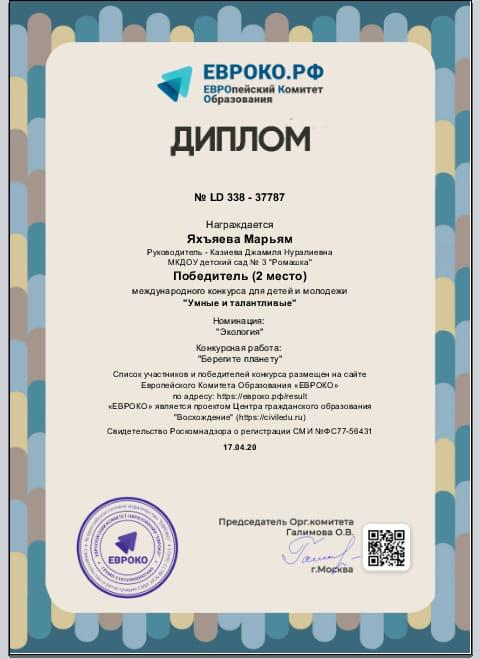 ЕВРОКО.РФ
ЕВРОпейский Комитет
Образования
ДИПЛОМ
№ LD 338 - 37787
Награждается
Яхъяева Марьям
Руководитель - Казиева Джамиля Нуралиевна
МКДОУ детский сад № 3 "Ромашка"
Победитель (2 место)
международного конкурса для детей и молодежи
"Умные и талантливые"
Номинация:
"Экология"
Конкурсная работа:
"Берегите планету"
Список участников и победителей конкурса размещен на сайте
Европейского Комитета Образования «ЕВРОКО»
по адресу: https://евроко.рф/result
«ЕВРОКО» является проектом Центра гражданского образования
"Восхождение" (https://civiledu.ru)
Свидетельство Роскомнадзора о регистрации СМИ №ФС77-56431
17.04.20
Председатель Орг.комитета
Галимова О.В.
г.Москва
ЕВРОКО